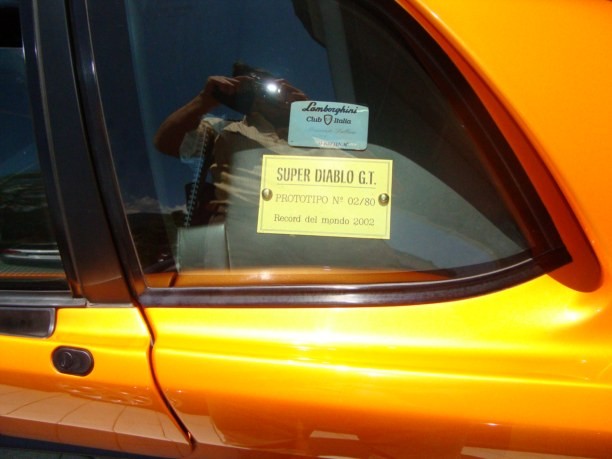 Lamborghini
Club Italia
SUPER DIABLO G.T.
PROTOTIPO N° 02/80
Record del mondo 2002